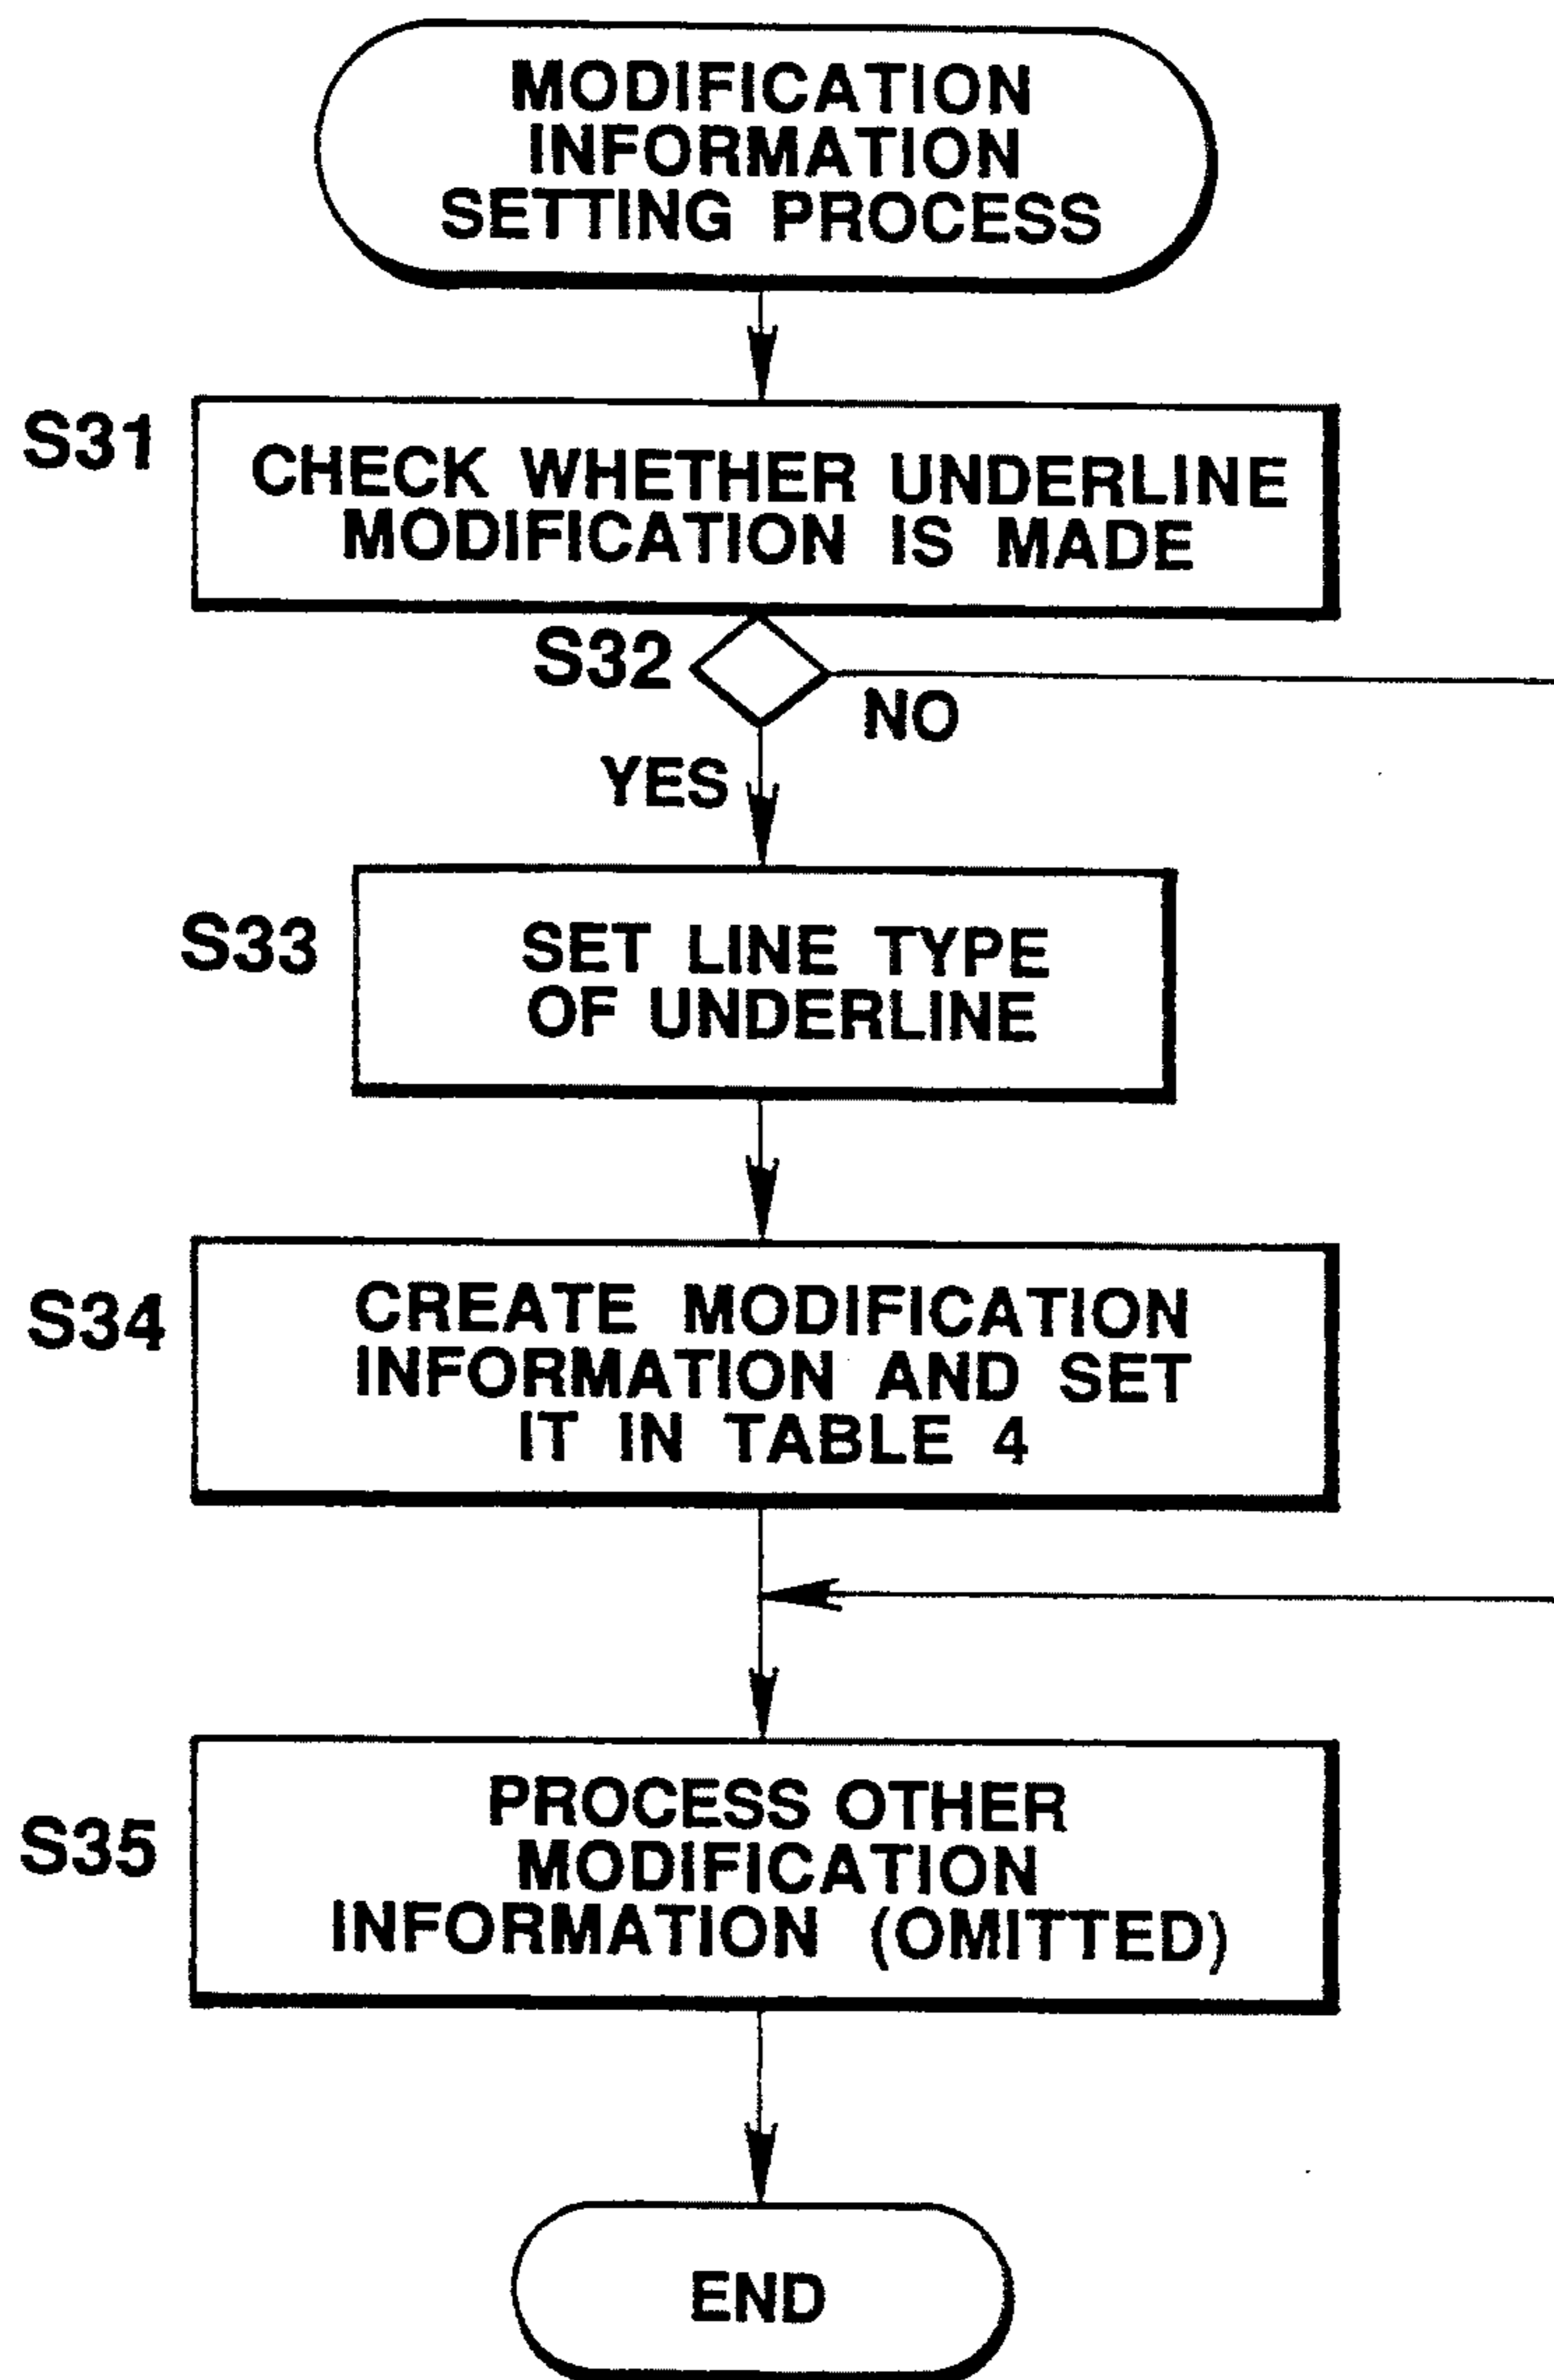 MODIFICATION
INFORMATION
SETTING PROCESS
S31
CHECK WHETHER UNDERLINE
MODIFICATION IS MADE
S32
NO
YES
S33
SET LINE TYPE
OF UNDERLINE
S34
CREATE MODIFICATION
INFORMATION AND SET
IT IN TABLE 4
S35
PROCESS OTHER
MODIFICATION
INFORMATION (OMITTED)
END